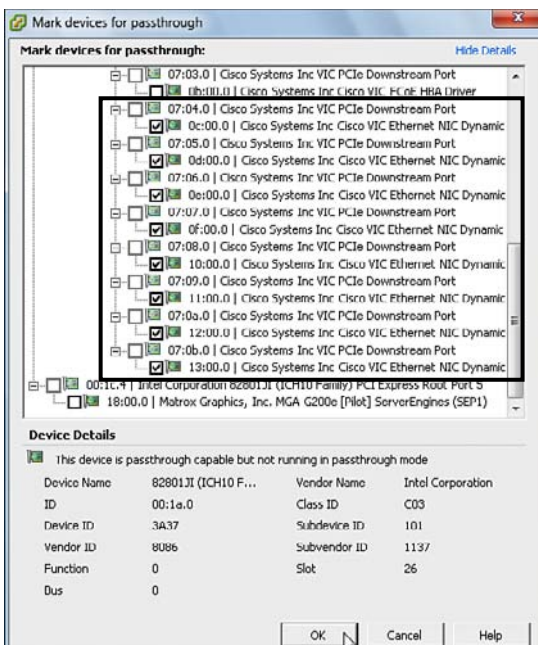 Mark devices for passthrough
Mark devices for passthrough: Hide Details
07:03.0 | Cisco Systems Inc VIC PCIe Downstream Port
0b:00.0 | Cisco Systems Inc VIC FCoE HBA Driver
07:04.0 | Cisco Systems Inc VIC PCIe Downstream Port
0c:00.0 | Cisco Systems Inc Cisco VIC Ethernet NIC Dynamic
07:05.0 | Cisco Systems Inc VIC PCIe Downstream Port
0d:00.0 | Cisco Systems Inc Cisco VIC Ethernet NIC Dynamic
07:06.0 | Cisco Systems Inc VIC PCIe Downstream Port
0e:00.0 | Cisco Systems Inc Cisco VIC Ethernet NIC Dynamic
07:07.0 | Cisco Systems Inc VIC PCIe Downstream Port
0f:00.0 | Cisco Systems Inc Cisco VIC Ethernet NIC Dynamic
07:08.0 | Cisco Systems Inc VIC PCIe Downstream Port
10:00.0 | Cisco Systems Inc Cisco VIC Ethernet NIC Dynamic
07:09.0 | Cisco Systems Inc VIC PCIe Downstream Port
11:00.0 | Cisco Systems Inc Cisco VIC Ethernet NIC Dynamic
07:0a.0 | Cisco Systems Inc VIC PCIe Downstream Port
12:00.0 | Cisco Systems Inc Cisco VIC Ethernet NIC Dynamic
07:0b.0 | Cisco Systems Inc VIC PCIe Downstream Port
13:00.0 | Cisco Systems Inc Cisco VIC Ethernet NIC Dynamic
00:1c.4 | Intel Corporation 82801JI (ICH10 Family) PCI Express Root Port 5
18:00.0 | Matrox Graphics, Inc. MGA G200e [Pilot] ServerEngines (SEP1)
Device Details
This device is passthrough capable but not running in passthrough mode
Device Name 82801JI (ICH10 F... Vendor Name Intel Corporation
ID 00:1a.0 Class ID C03
Device ID 3A37 Subdevice ID 101
Vendor ID 8086 Subvendor ID 1137
Function 0 Slot 26
Bus 0
OK Cancel Help